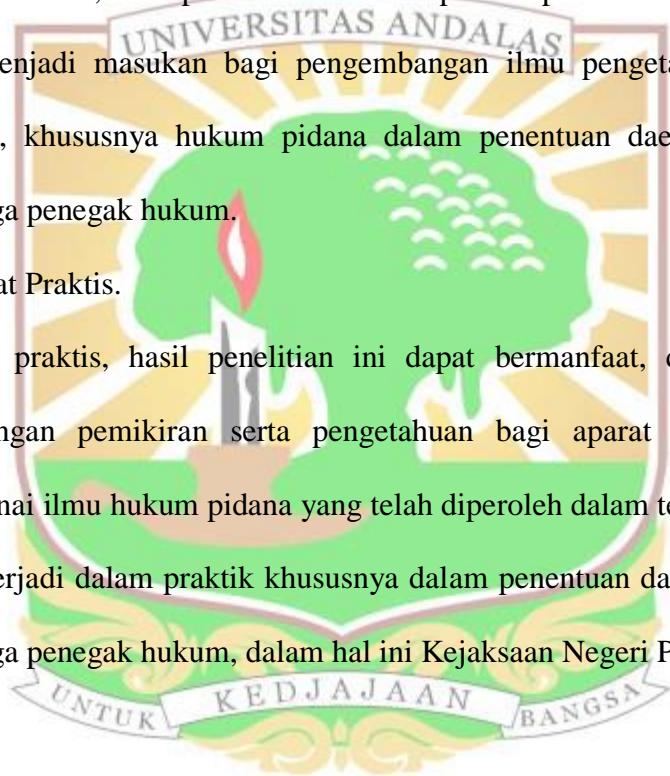 UNIVERSITAS ANDALAS
enjadi masukan bagi pengembangan ilmu penget
, khususnya hukum pidana dalam penentuan dae
ga penegak hukum.
at Praktis.
praktis, hasil penelitian ini dapat bermanfaat,
ngan pemikiran serta pengetahuan bagi aparat
nai ilmu hukum pidana yang telah diperoleh dalam te
erjadi dalam praktik khususnya dalam penentuan da
ga penegak hukum, dalam hal ini Kejaksaan Negeri P
UNTUK KEDJAJAAN BANGSA